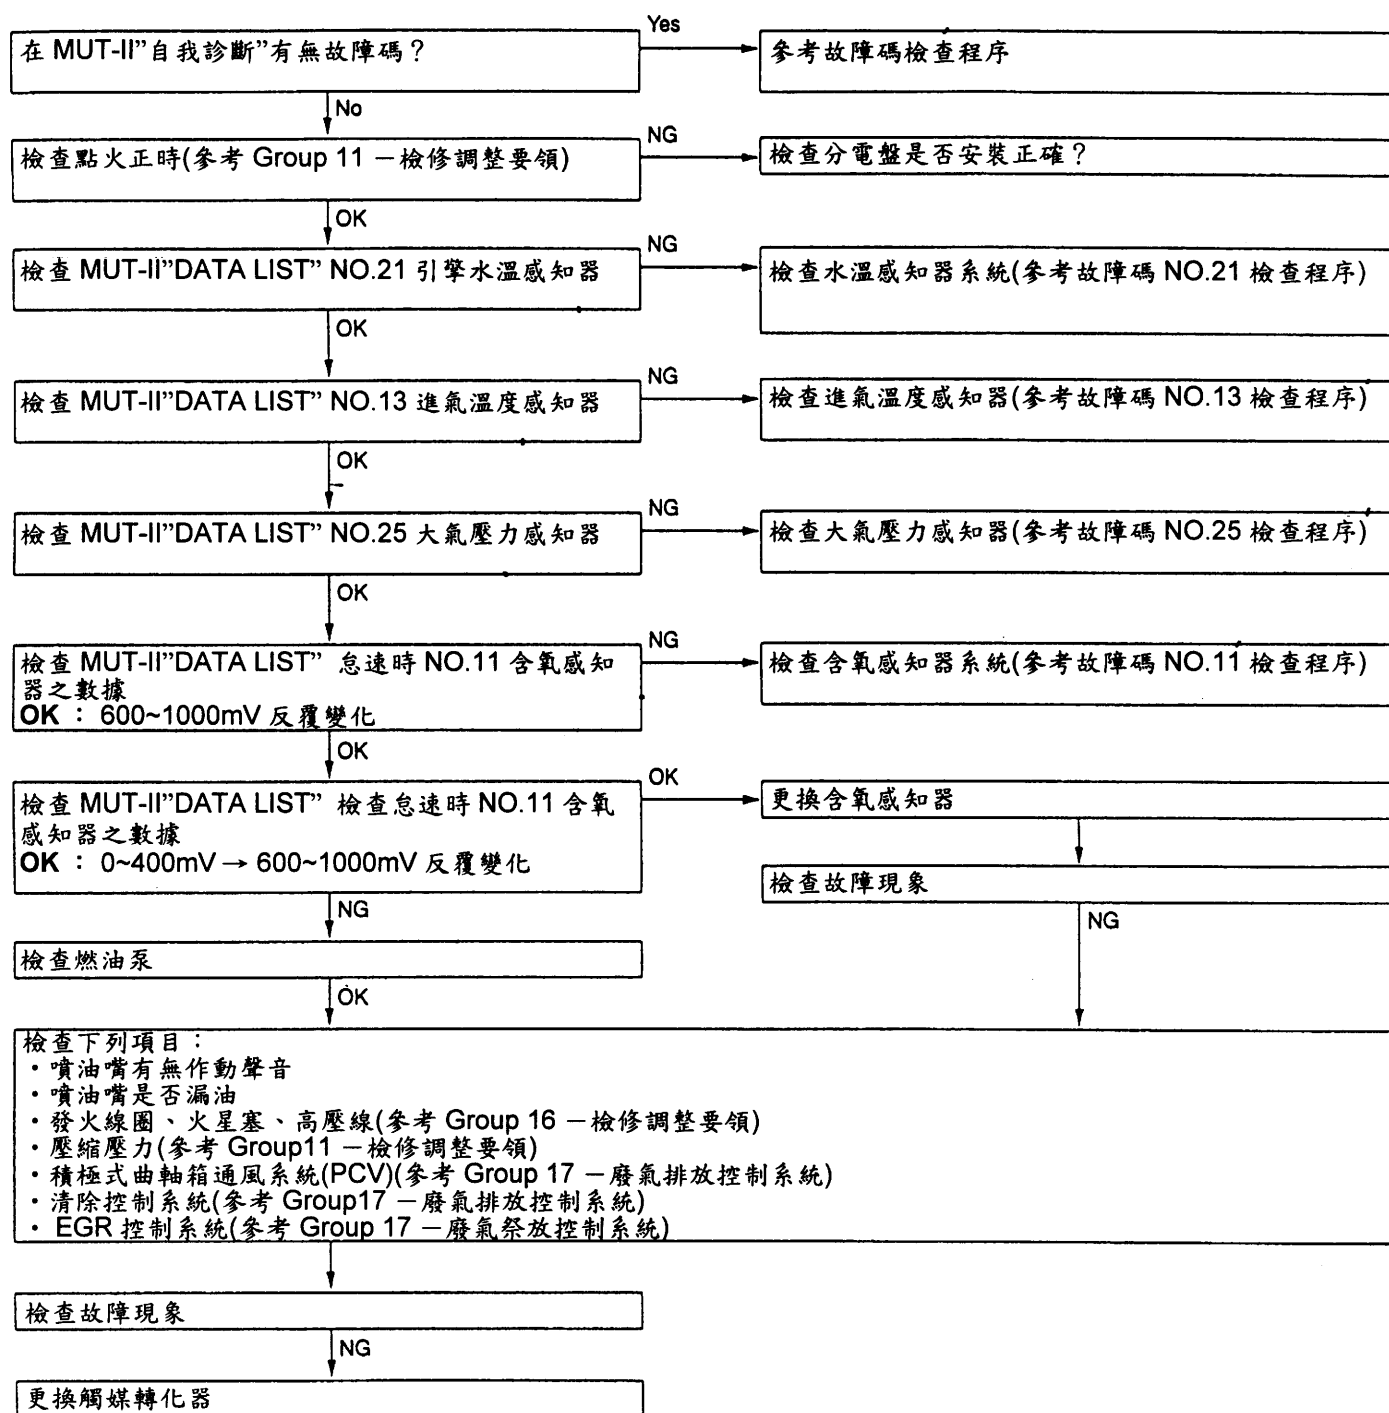 Yes
在 MUT-II”自我診斷”有無故障碼？
參考故障碼檢查程序
No
NG
檢查點火正時(參考 Group 11 －檢修調整要領)
檢查分電盤是否安裝正確？
OK
NG
檢查 MUT-II”DATA LIST” NO.21 引擎水溫感知器
檢查水溫感知器系統(參考故障碼 NO.21 檢查程序)
OK
NG
檢查 MUT-II”DATA LIST” NO.13 進氣溫度感知器
檢查進氣溫度感知器(參考故障碼 NO.13 檢查程序)
OK
NG
檢查 MUT-II”DATA LIST” NO.25 大氣壓力感知器
檢查大氣壓力感知器(參考故障碼 NO.25 檢查程序)
OK
NG
檢查 MUT-II”DATA LIST” 怠速時 NO.11 含氧感知
器之數據
OK ： 600~1000mV 反覆變化
檢查含氧感知器系統(參考故障碼 NO.11 檢查程序)
OK
OK
檢查 MUT-II”DATA LIST” 檢查怠速時 NO.11 含氧
感知器之數據
OK ： 0~400mV → 600~1000mV 反覆變化
更換含氧感知器
檢查故障現象
NG
NG
檢查燃油泵
OK
檢查下列項目：
・噴油嘴有無作動聲音
・噴油嘴是否漏油
・發火線圈、火星塞、高壓線(參考 Group 16 －檢修調整要領)
・壓縮壓力(參考 Group11 －檢修調整要領)
・積極式曲軸箱通風系統(PCV)(參考 Group 17 －廢氣排放控制系統)
・清除控制系統(參考 Group17 －廢氣排放控制系統)
・EGR 控制系統(參考 Group 17 －廢氣祭放控制系統)
檢查故障現象
NG
更換觸媒轉化器